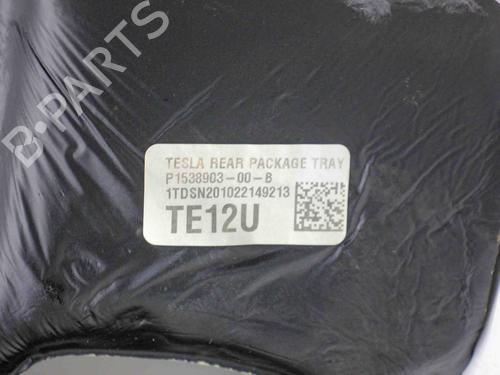 B-PARTS
TESLA REAR PACKAGE TRAY
P1538903-00-B
1TDSN201022149213
TE12U